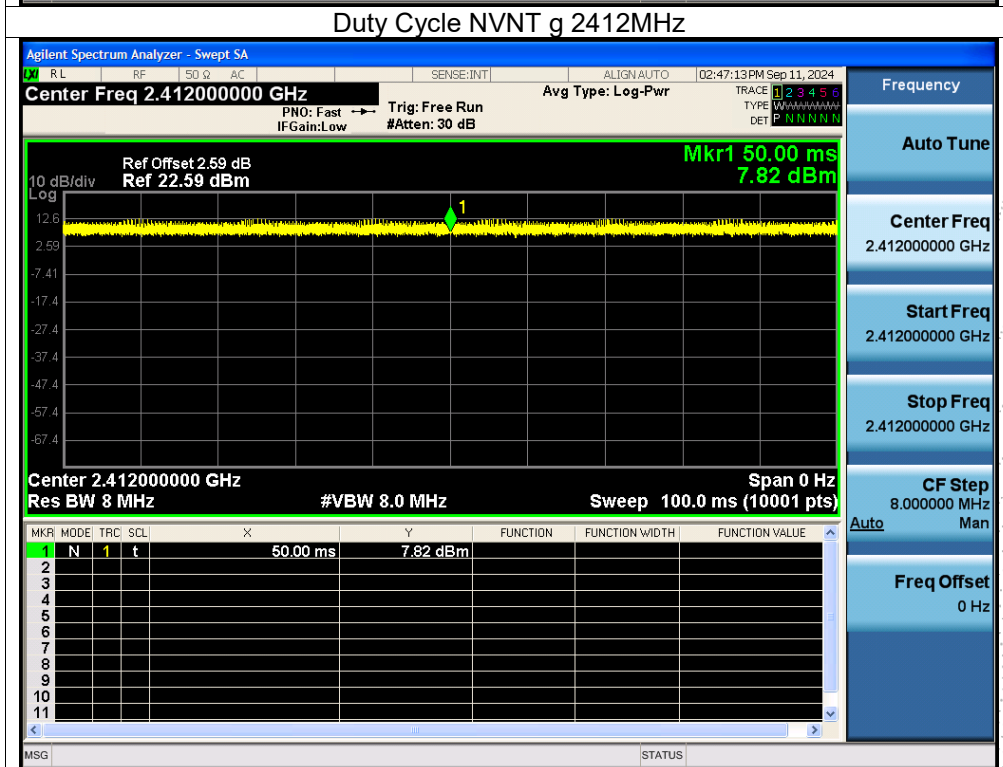 Duty Cycle NVNT g 2412MHz
Agilent Spectrum Analyzer - Swept SA
LXI RL RF 50 Ω AC SENSE:INT ALIGN AUTO 02:47:13 PM Sep 11, 2024
Center Freq 2.412000000 GHz
PNO: Fast
IFGain:Low
Trig: Free Run
#Atten: 30 dB
Avg Type: Log-Pwr
TRACE 1 2 3 4 5 6
TYPE WWWWWW
DET P N N N N N
Ref Offset 2.59 dB
Ref 22.59 dBm
10 dB/div
Log
Mkr1 50.00 ms
7.82 dBm
1
12.6
2.59
-7.41
-17.4
-27.4
-37.4
-47.4
-57.4
-67.4
Center 2.412000000 GHz Span 0 Hz
Res BW 8 MHz #VBW 8.0 MHz Sweep 100.0 ms (10001 pts)
MKR MODE TRC SCL X Y FUNCTION FUNCTION WIDTH FUNCTION VALUE
1 N 1 t 50.00 ms 7.82 dBm
2
3
4
5
6
7
8
9
10
11
MSG STATUS
Frequency
Auto Tune
Center Freq
2.412000000 GHz
Start Freq
2.412000000 GHz
Stop Freq
2.412000000 GHz
CF Step
8.000000 MHz
Auto Man
Freq Offset
0 Hz